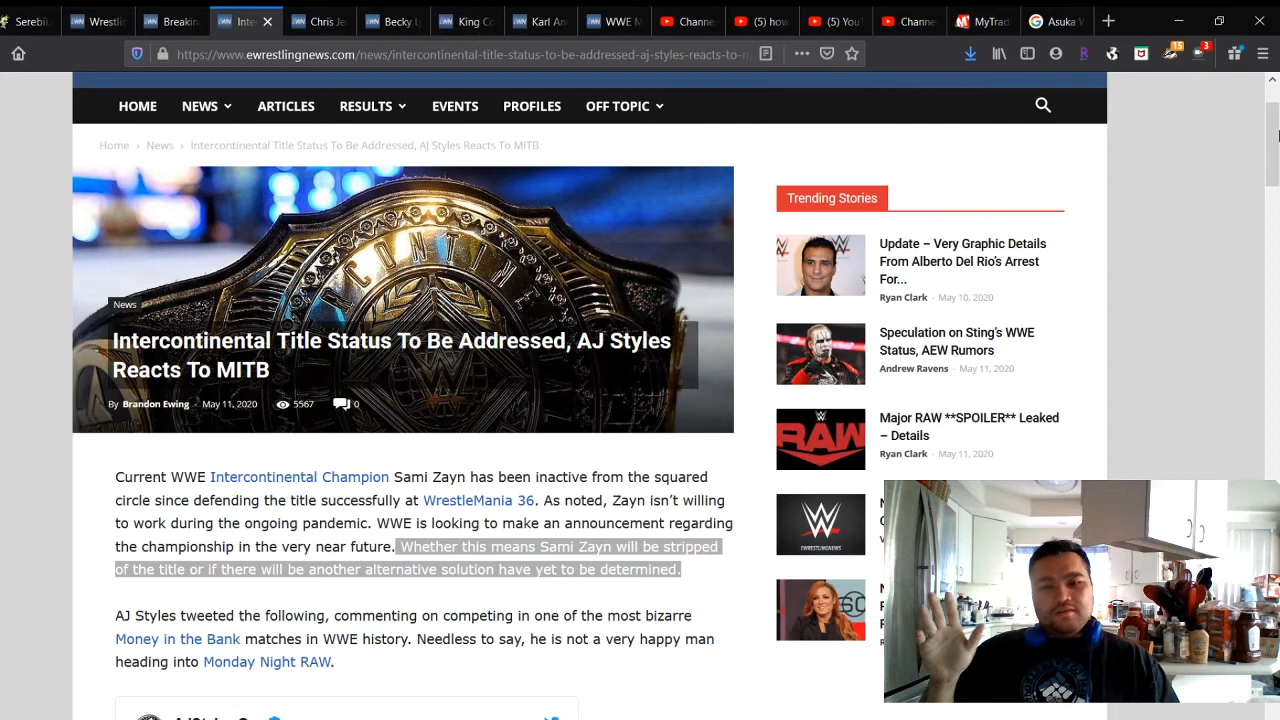 Serebii
Wrestli
Breakin
Inter
Chris Je
Becky L
King Co
Karl An
WWE M
Channe
(5) how
(5) YouT
Channe
MyTrad
Asuka W
https://www.ewrestlingnews.com/news/intercontinental-title-status-to-be-addressed-aj-styles-reacts-to-m
15
3
HOME NEWS ARTICLES RESULTS EVENTS PROFILES OFF TOPIC
Home › News › Intercontinental Title Status To Be Addressed, AJ Styles Reacts To MITB
News
Intercontinental Title Status To Be Addressed, AJ Styles
Reacts To MITB
By Brandon Ewing - May 11, 2020 5567 0
Current WWE Intercontinental Champion Sami Zayn has been inactive from the squared
circle since defending the title successfully at WrestleMania 36. As noted, Zayn isn't willing
to work during the ongoing pandemic. WWE is looking to make an announcement regarding
the championship in the very near future. Whether this means Sami Zayn will be stripped
of the title or if there will be another alternative solution have yet to be determined.
AJ Styles tweeted the following, commenting on competing in one of the most bizarre
Money in the Bank matches in WWE history. Needless to say, he is not a very happy man
heading into Monday Night RAW.
Trending Stories
Update – Very Graphic Details
From Alberto Del Rio's Arrest
For...
Ryan Clark - May 10, 2020
Speculation on Sting's WWE
Status, AEW Rumors
Andrew Ravens - May 11, 2020
RAW
Major RAW **SPOILER** Leaked
– Details
Ryan Clark - May 11, 2020
EWRESTLINGNEWS